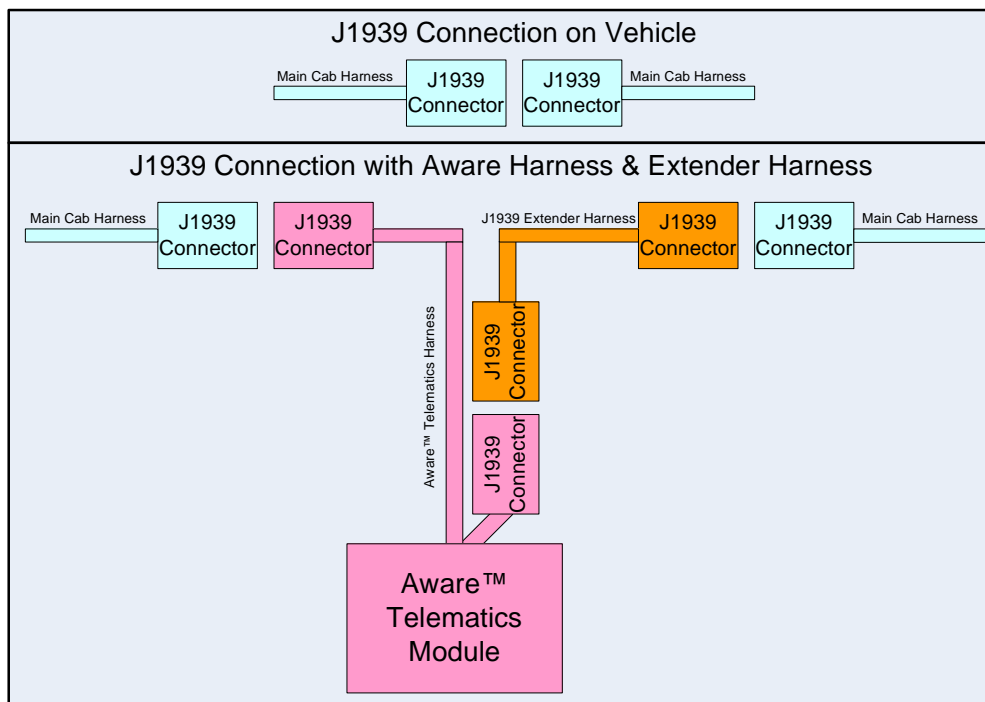 J1939 Connection on Vehicle
Main Cab Harness
J1939
Connector
J1939
Connector
Main Cab Harness
J1939 Connection with Aware Harness & Extender Harness
Main Cab Harness
J1939
Connector
J1939
Connector
J1939 Extender Harness
J1939
Connector
J1939
Connector
Main Cab Harness
Aware™ Telematics Harness
J1939
Connector
J1939
Connector
Aware™
Telematics
Module